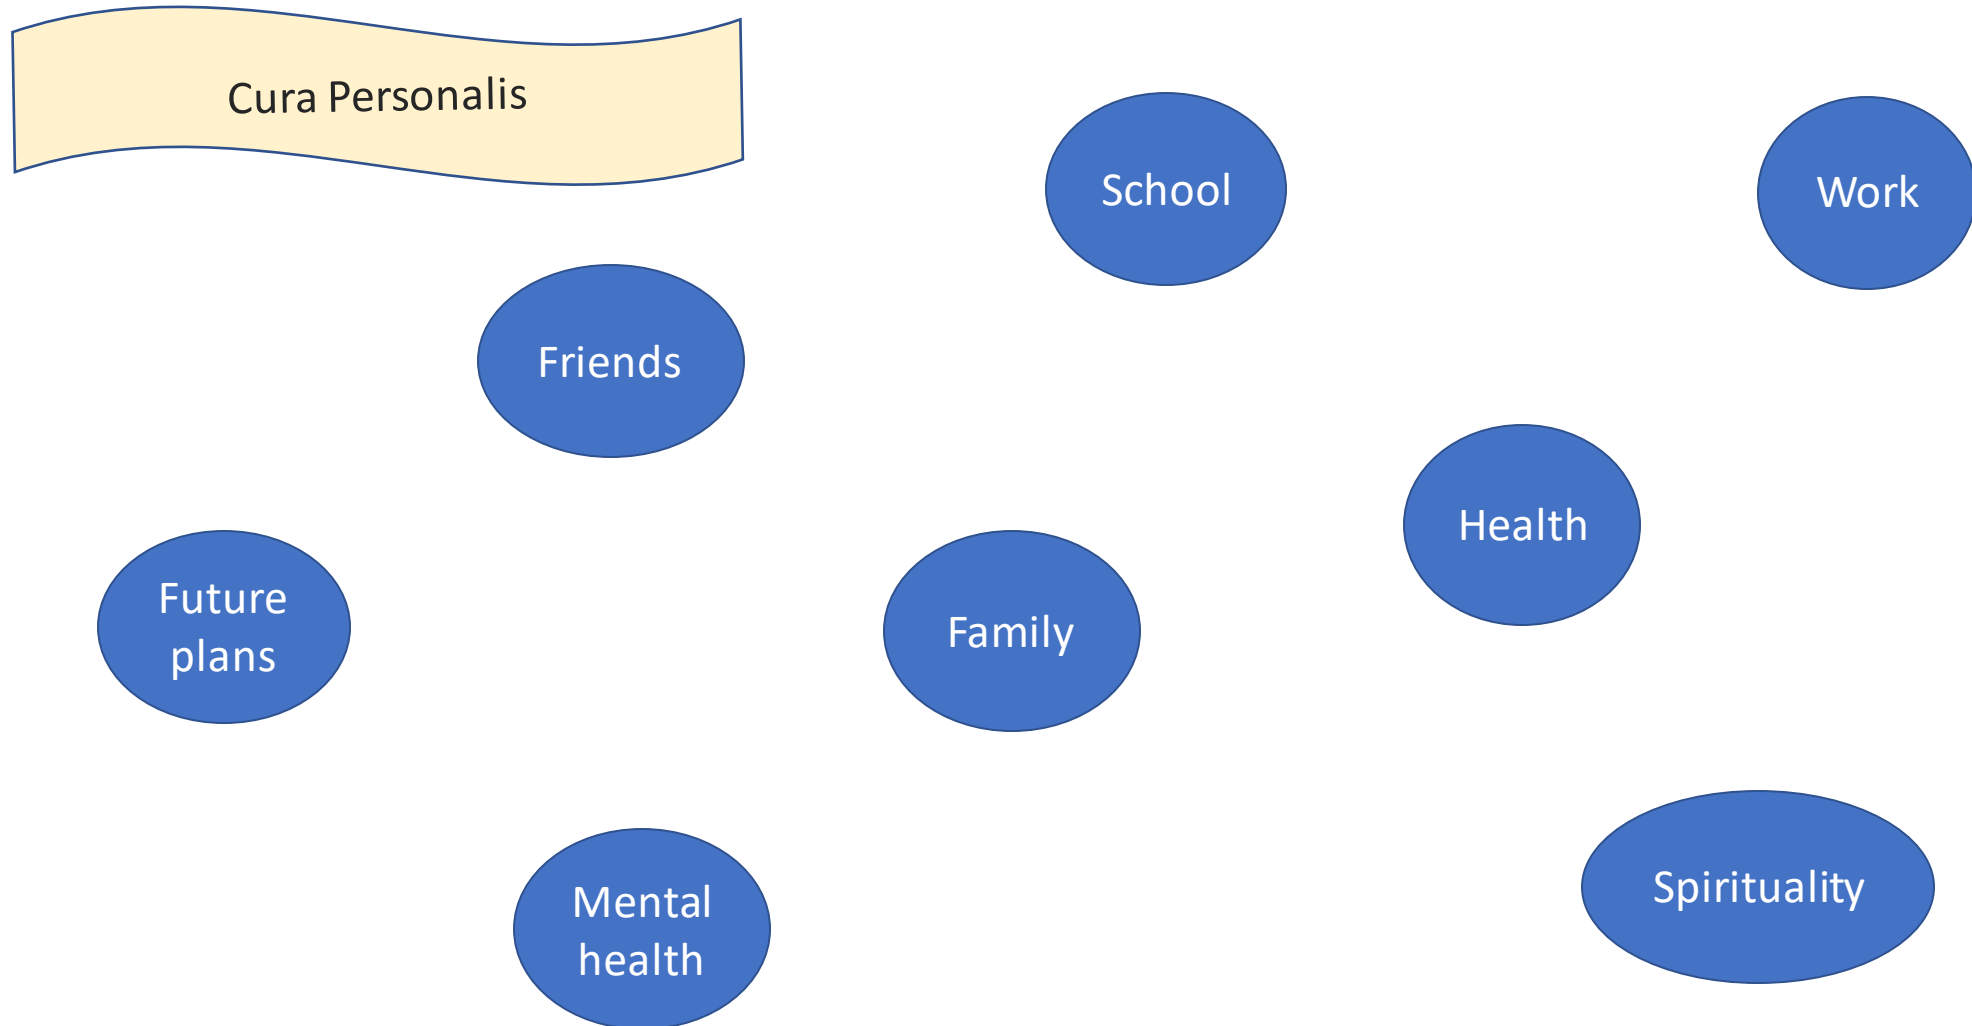 Cura Personalis
School
Work
Friends
Health
Future
plans
Family
Mental
health
Spirituality